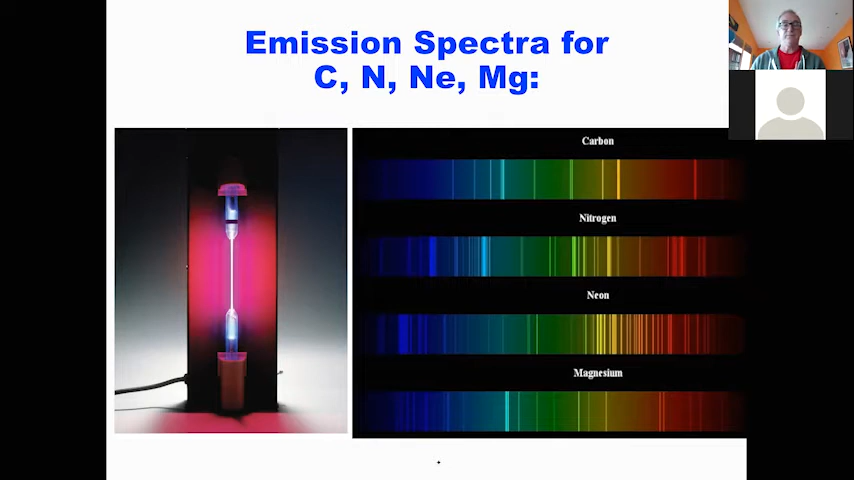 Emission Spectra for
C, N, Ne, Mg:
Carbon
Nitrogen
Neon
Magnesium